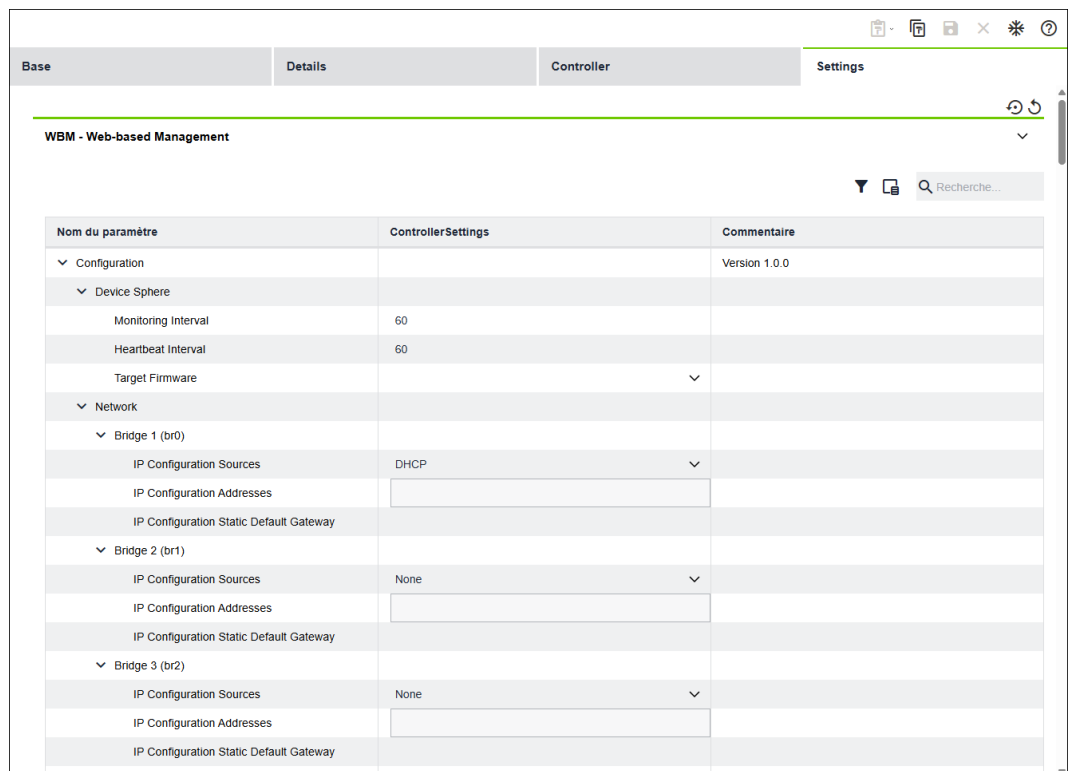 Base Details Controller Settings
WBM - Web-based Management
Recherche...
Nom du paramètre ControllerSettings Commentaire
Configuration Version 1.0.0
Device Sphere
Monitoring Interval 60
Heartbeat Interval 60
Target Firmware
Network
Bridge 1 (br0)
IP Configuration Sources DHCP
IP Configuration Addresses
IP Configuration Static Default Gateway
Bridge 2 (br1)
IP Configuration Sources None
IP Configuration Addresses
IP Configuration Static Default Gateway
Bridge 3 (br2)
IP Configuration Sources None
IP Configuration Addresses
IP Configuration Static Default Gateway